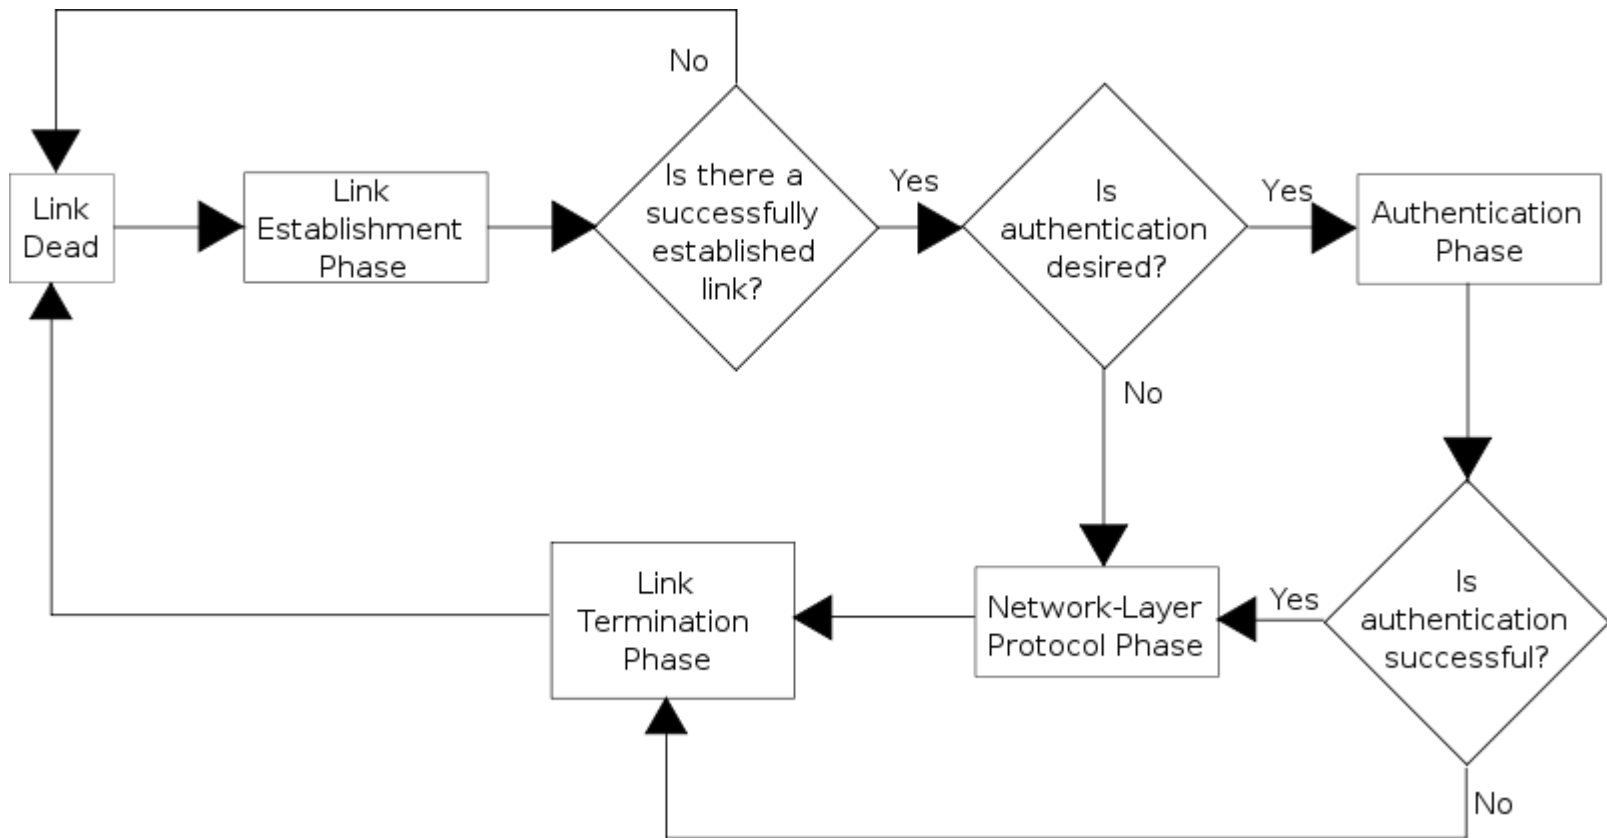 No
Link
Dead
Link
Establishment
Phase
Is there a
successfully
established
link?
Yes
Is
authentication
desired?
Yes
Authentication
Phase
No
Link
Termination
Phase
Network-Layer
Protocol Phase
Yes
Is
authentication
successful?
No